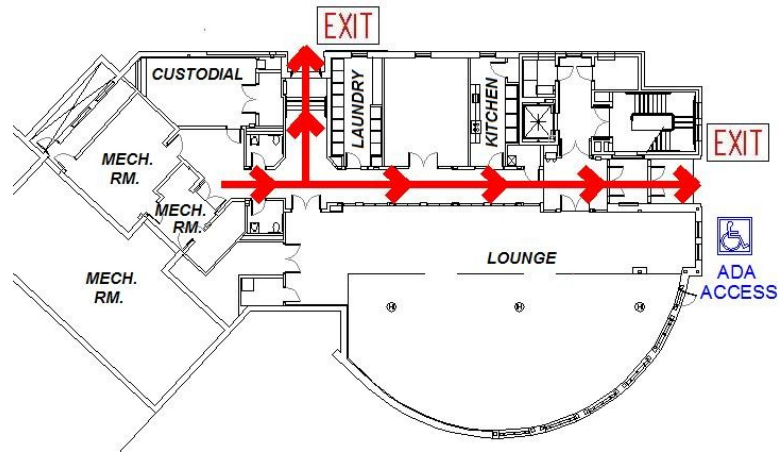 EXIT
CUSTODIAL
LAUNDRY
KITCHEN
EXIT
MECH.
RM.
MECH.
RM.
ADA
ACCESS
LOUNGE
MECH.
RM.